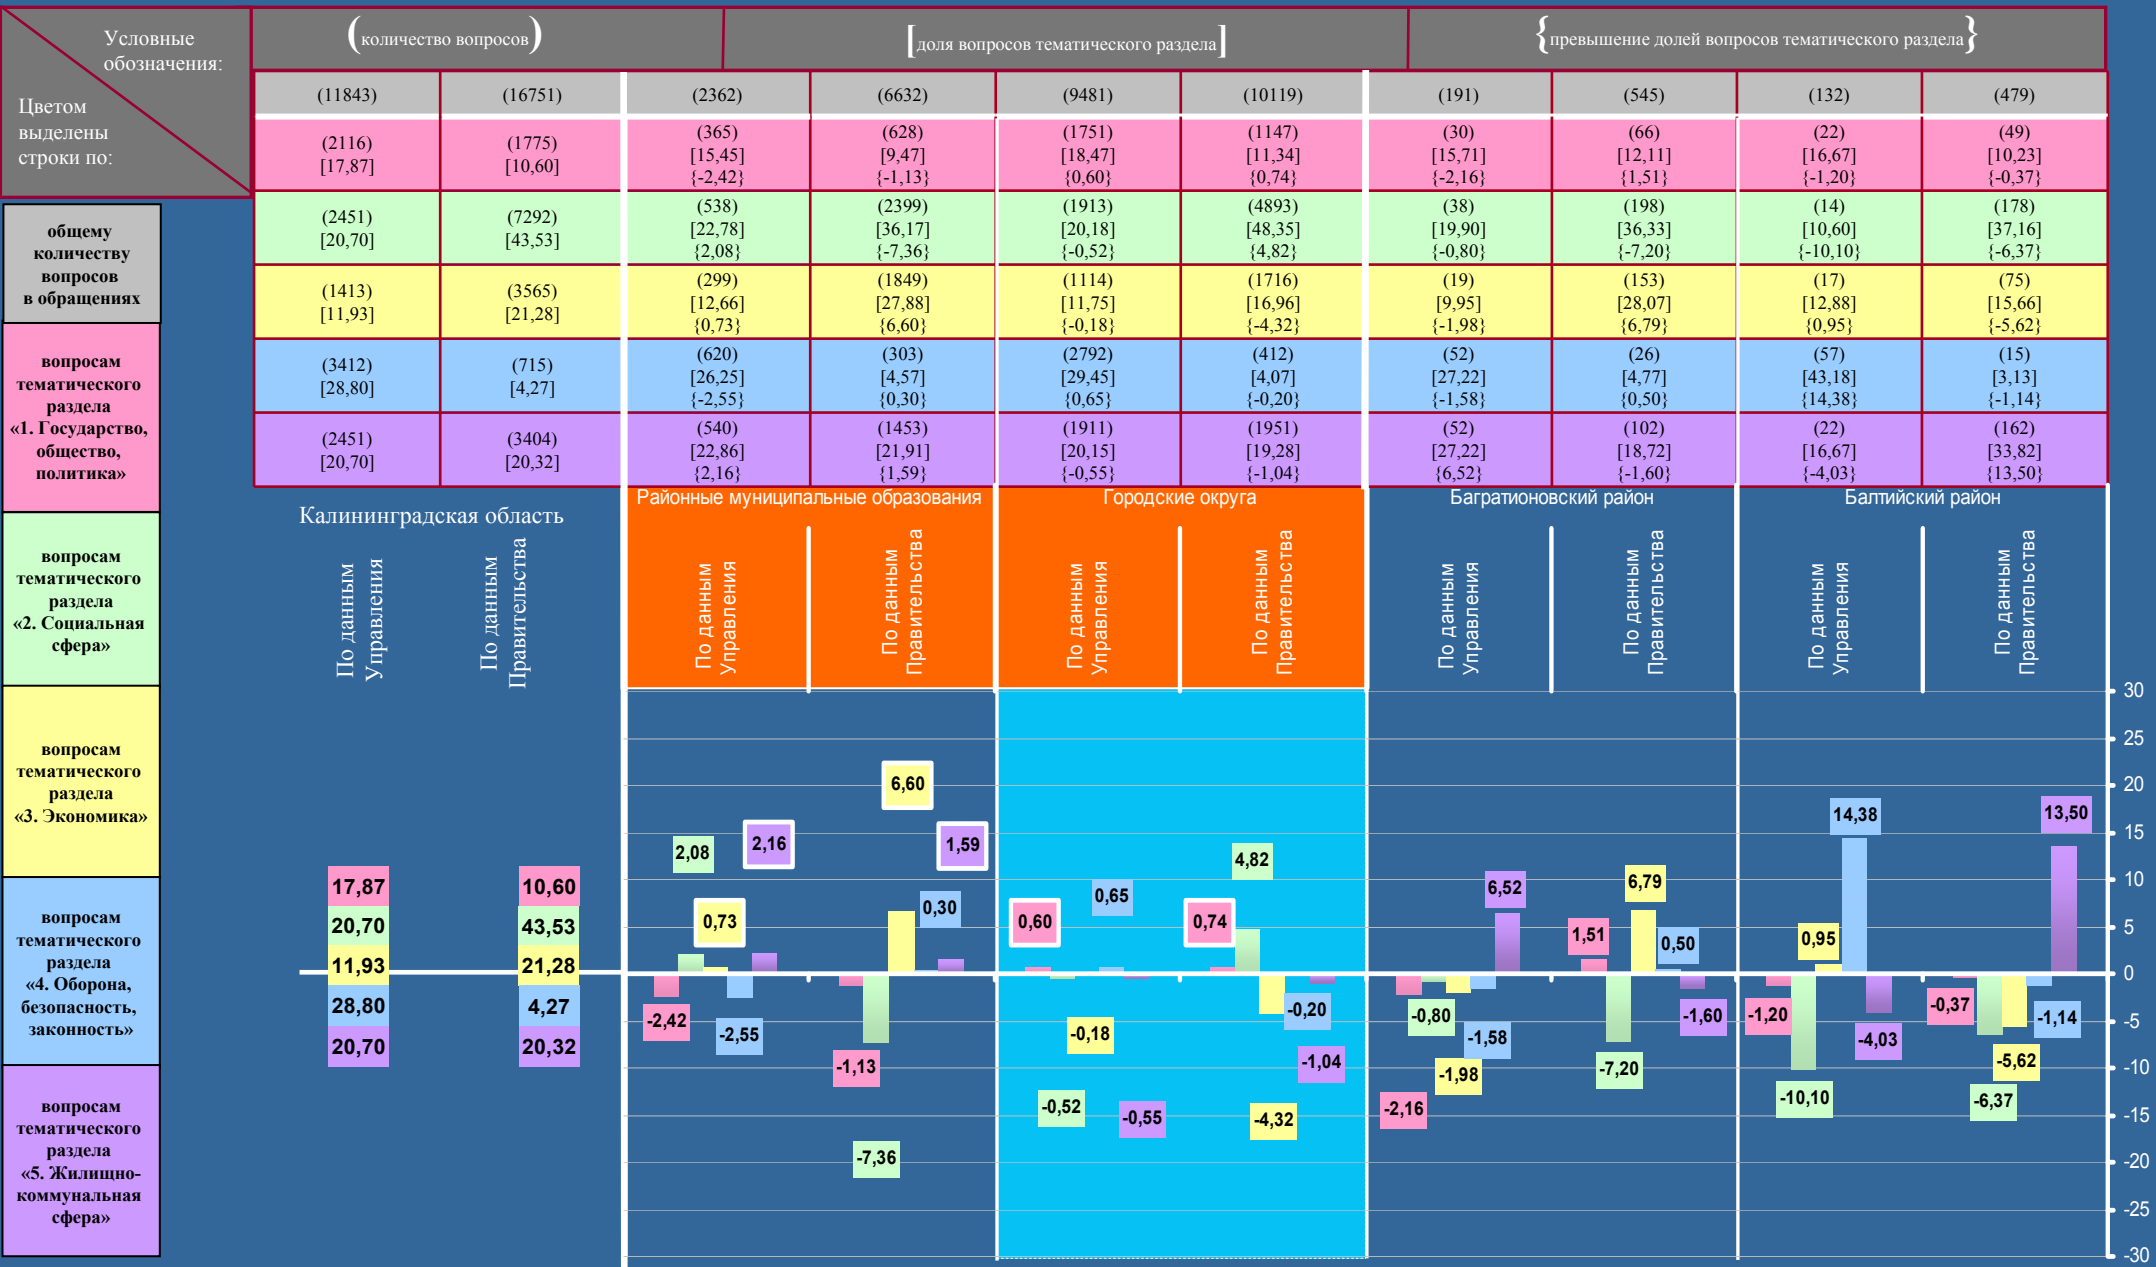 Условные
обозначения:
Цветом
выделены
строки по:
(количество вопросов)
[доля вопросов тематического раздела]
{превышение долей вопросов тематического раздела}
(11843) (16751) (2362) (6632) (9481) (10119) (191) (545) (132) (479)
(2116) (1775) (365) (628) (1751) (1147) (30) (66) (22) (49)
[17,87] [10,60] [15,45] [9,47] [18,47] [11,34] [15,71] [12,11] [16,67] [10,23]
{-2,42} {-1,13} {0,60} {0,74} {-2,16} {1,51} {-1,20} {-0,37}
(2451) (7292) (538) (2399) (1913) (4893) (38) (198) (14) (178)
[20,70] [43,53] [22,78] [36,17] [20,18] [48,35] [19,90] [36,33] [10,60] [37,16]
{2,08} {-7,36} {-0,52} {4,82} {-0,80} {-7,20} {-10,10} {-6,37}
(1413) (3565) (299) (1849) (1114) (1716) (19) (153) (17) (75)
[11,93] [21,28] [12,66] [27,88] [11,75] [16,96] [9,95] [28,07] [12,88] [15,66]
{0,73} {6,60} {-0,18} {-4,32} {-1,98} {6,79} {0,95} {-5,62}
(3412) (715) (620) (303) (2792) (412) (52) (26) (57) (15)
[28,80] [4,27] [26,25] [4,57] [29,45] [4,07] [27,22] [4,77] [43,18] [3,13]
{-2,55} {0,30} {0,65} {-0,20} {-1,58} {0,50} {14,38} {-1,14}
(2451) (3404) (540) (1453) (1911) (1951) (52) (102) (22) (162)
[20,70] [20,32] [22,86] [21,91] [20,15] [19,28] [27,22] [18,72] [16,67] [33,82]
{2,16} {1,59} {-0,55} {-1,04} {6,52} {-1,60} {-4,03} {13,50}
общему
количеству
вопросов
в обращениях
вопросам
тематического
раздела
«1. Государство,
общество,
политика»
вопросам
тематического
раздела
«2. Социальная
сфера»
вопросам
тематического
раздела
«3. Экономика»
вопросам
тематического
раздела
«4. Оборона,
безопасность,
законность»
вопросам
тематического
раздела
«5. Жилищно-
коммунальная
сфера»
Калининградская область
Районные муниципальные образования
Городские округа
Багратионовский район
Балтийский район
По данным
Управления
По данным
Правительства
По данным
Управления
По данным
Правительства
По данным
Управления
По данным
Правительства
По данным
Управления
По данным
Правительства
По данным
Управления
По данным
Правительства
17,87
20,70
11,93
28,80
20,70
10,60
43,53
21,28
4,27
20,32
-2,42
2,08
0,73
-2,55
2,16
-1,13
-7,36
6,60
0,30
1,59
0,60
-0,52
-0,18
0,65
-0,55
0,74
4,82
-4,32
-0,20
-1,04
-2,16
-0,80
-1,98
-1,58
6,52
1,51
-7,20
6,79
0,50
-1,60
-1,20
-10,10
0,95
14,38
-4,03
-0,37
-6,37
-5,62
-1,14
13,50
30
25
20
15
10
5
0
-5
-10
-15
-20
-25
-30